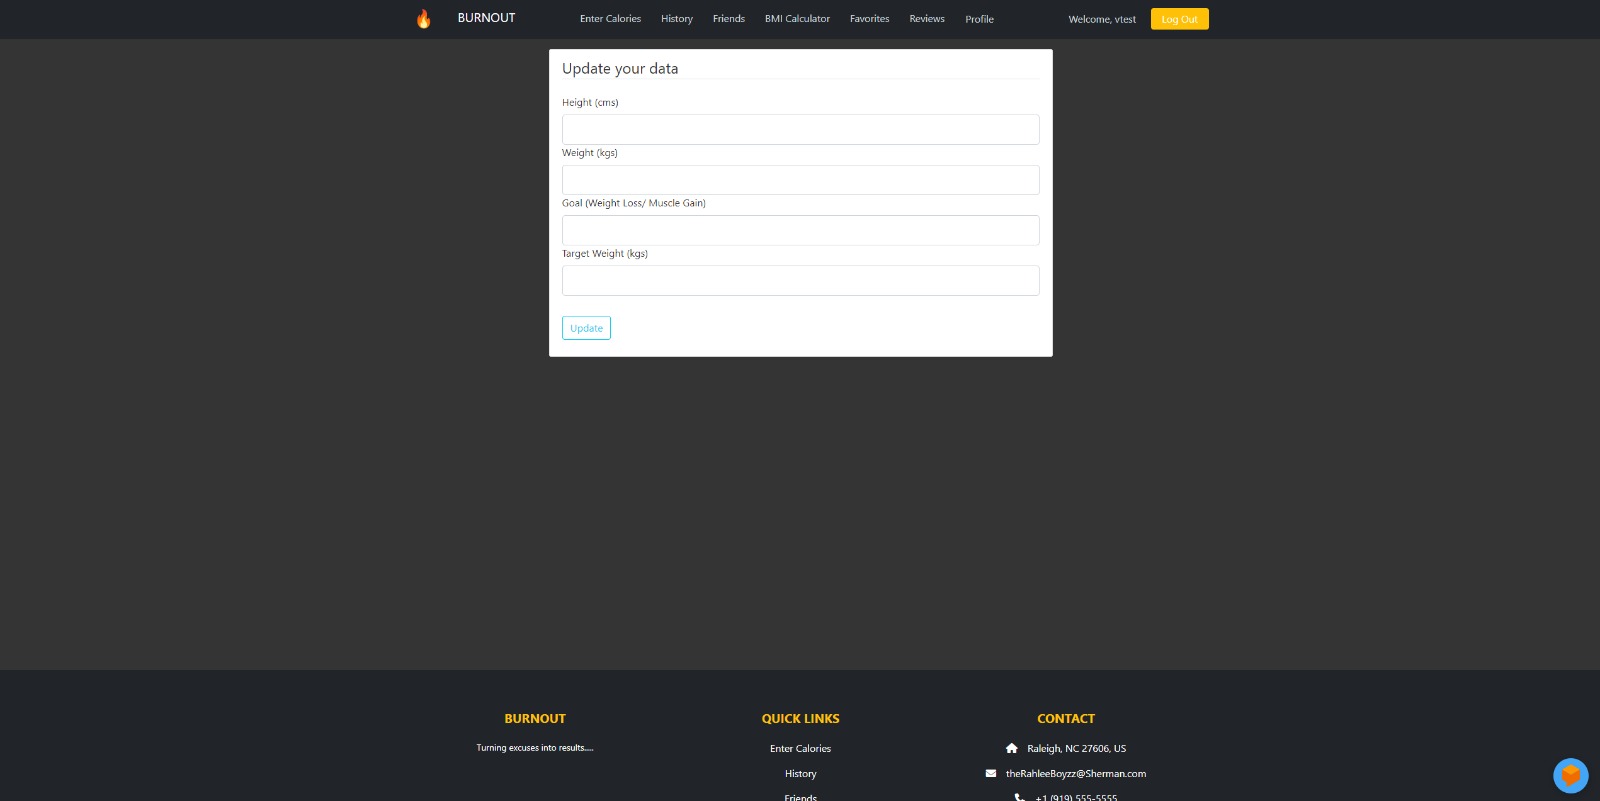 BURNOUT
Enter Calories
History
Friends
BMI Calculator
Favorites
Reviews
Profile
Welcome, vtest
Log Out
Update your data
Height (cms)
Weight (kgs)
Goal (Weight Loss/ Muscle Gain)
Target Weight (kgs)
Update
BURNOUT
Turning excuses into results.....
QUICK LINKS
Enter Calories
History
Friends
CONTACT
Raleigh, NC 27606, US
theRahleeBoyzz@Sherman.com
+1 (919) 555-5555